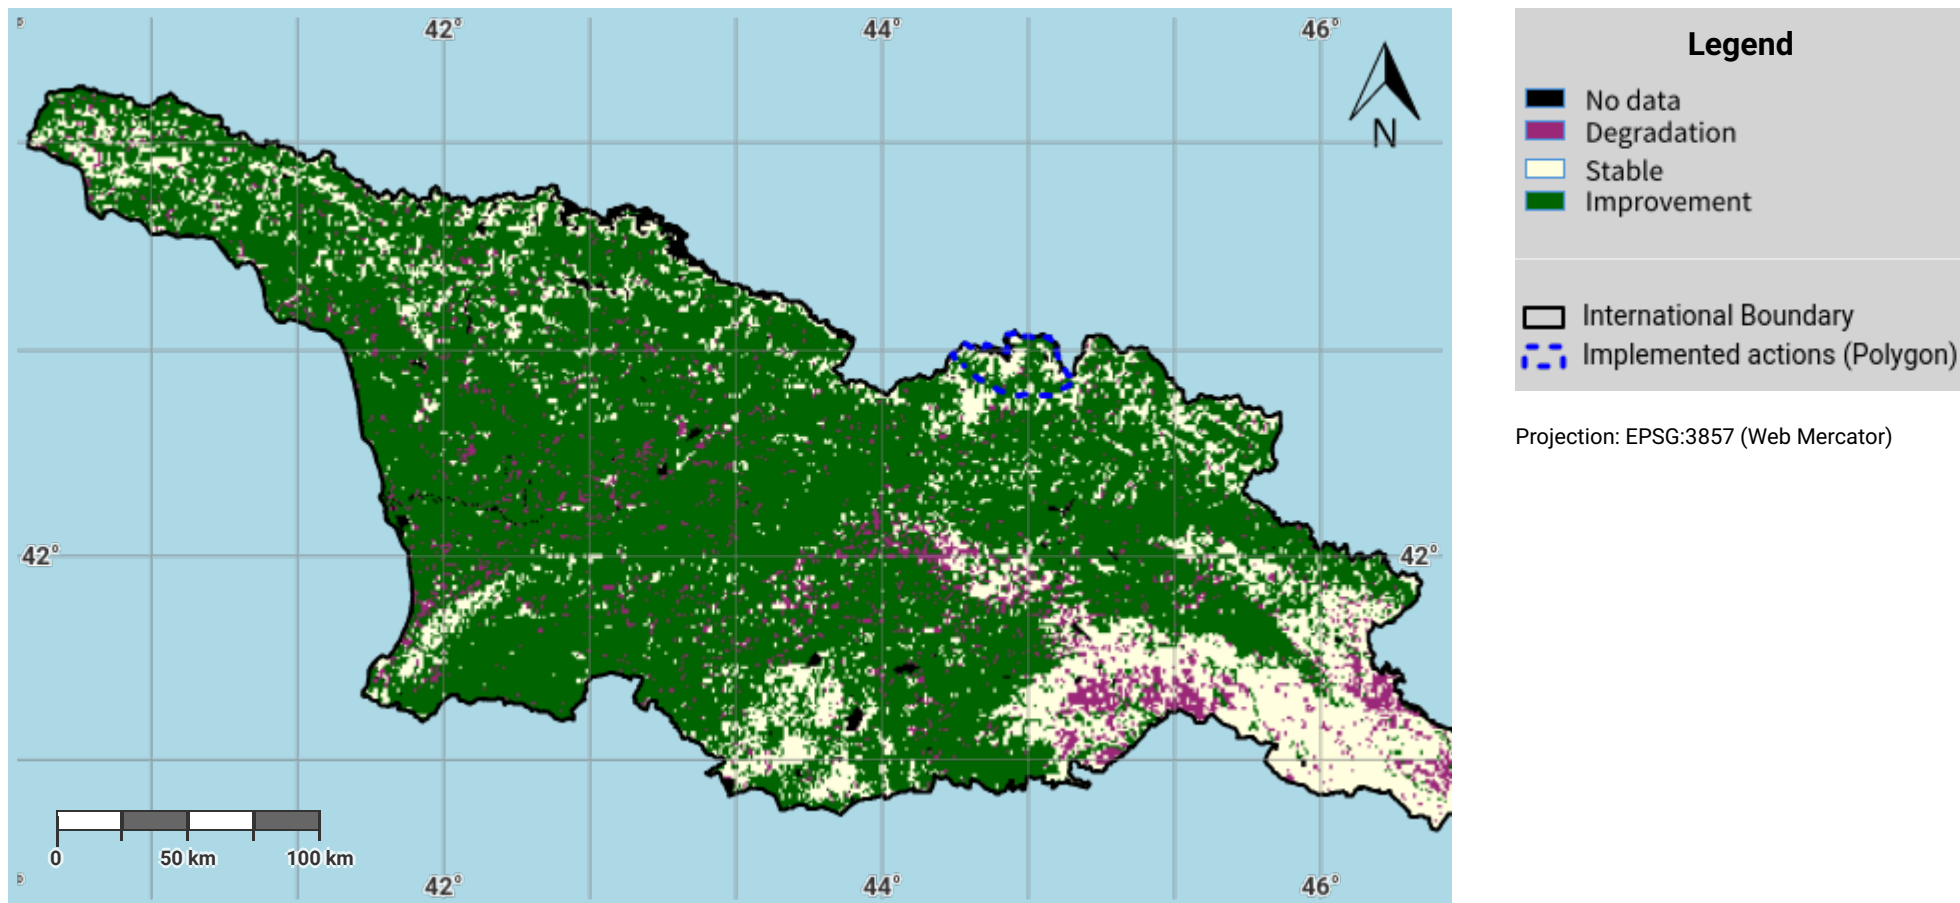 42°
44°
46°
N
42°
42°
0
50 km
100 km
42°
44°
46°
Legend
No data
Degradation
Stable
Improvement
International Boundary
Implemented actions (Polygon)
Projection: EPSG:3857 (Web Mercator)